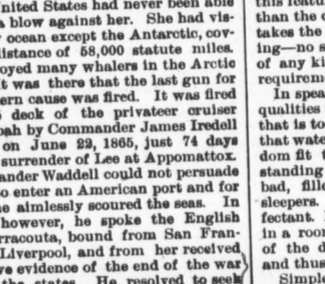 nited States had never been able
a blow against her. She had vis-
ocean except the Antarctic, cov-
distance of 58,000 statute miles.
oyed many whalers in the Arctic
t was there that the last gun for
ern cause was fired. It was fired
deck of the privateer cruiser
oah by Commander James Iredell
on June 22, 1865, just 74 days
surrender of Lee at Appomattox.
ander Waddell could not persuade
o enter an American port and for
e aimlessly scoured the seas. In
however, he spoke the English
rracouta, bound from San Fran-
Liverpool, and from her received
ve evidence of the end of the war
the states. He resolved to seek
this featu
than the
takes the
ing—no s
of any ki
requirem
In spea
qualities
that is to
that wate
dom fit t
standing
bad, fille
sleepers.
fectant.
in a roor
of the d
and thus
Simple